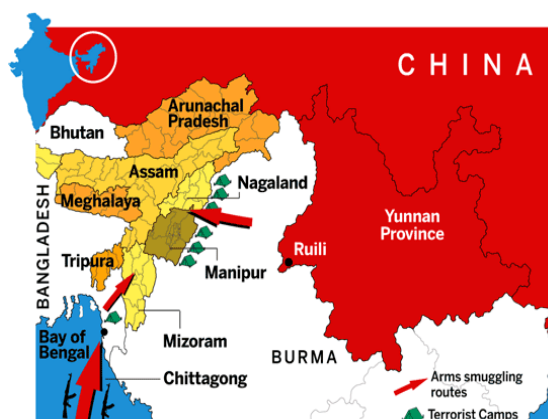 CHINA
Arunachal
Pradesh
Bhutan
Assam
Nagaland
Meghalaya
BANGLADESH
Yunnan
Province
Tripura
Ruili
Manipur
Bay of
Bengal
Mizoram
BURMA
Chittagong
Arms smuggling
routes
Terrorist Camps